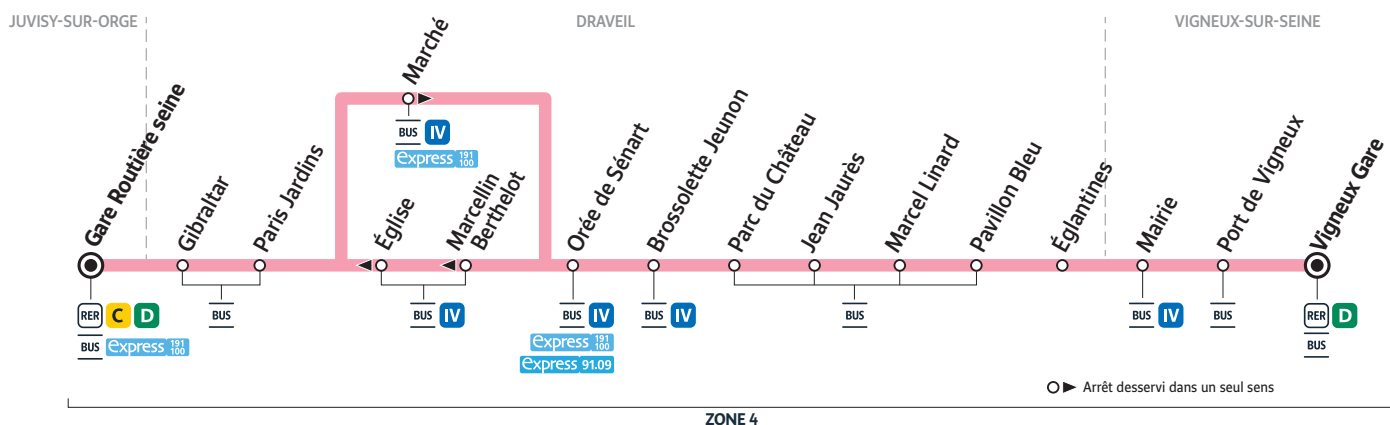 JUVISY-SUR-ORGE
DRAVEIL
VIGNEUX-SUR-SEINE
Marché
BUS IV
express 191 100
Gare Routière seine
Gibraltar
Paris Jardins
Église
Marcellin
Berthelot
Orée de Sénart
Brossolette Jeunon
Parc du Château
Jean Jaurès
Marcel Linard
Pavillon Bleu
Églantines
Mairie
Port de Vigneux
Vigneux Gare
RER C D
BUS express 191 100
BUS
BUS IV
BUS IV
express 191 100
express 91.09
BUS IV
BUS
BUS IV
BUS
RER D
BUS
Arrêt desservi dans un seul sens
ZONE 4